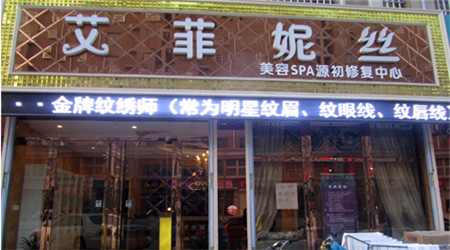 艾菲妮丝
美容SPA源初修复中心
金牌纹绣师（常为明星纹眉、纹眼线、纹唇线